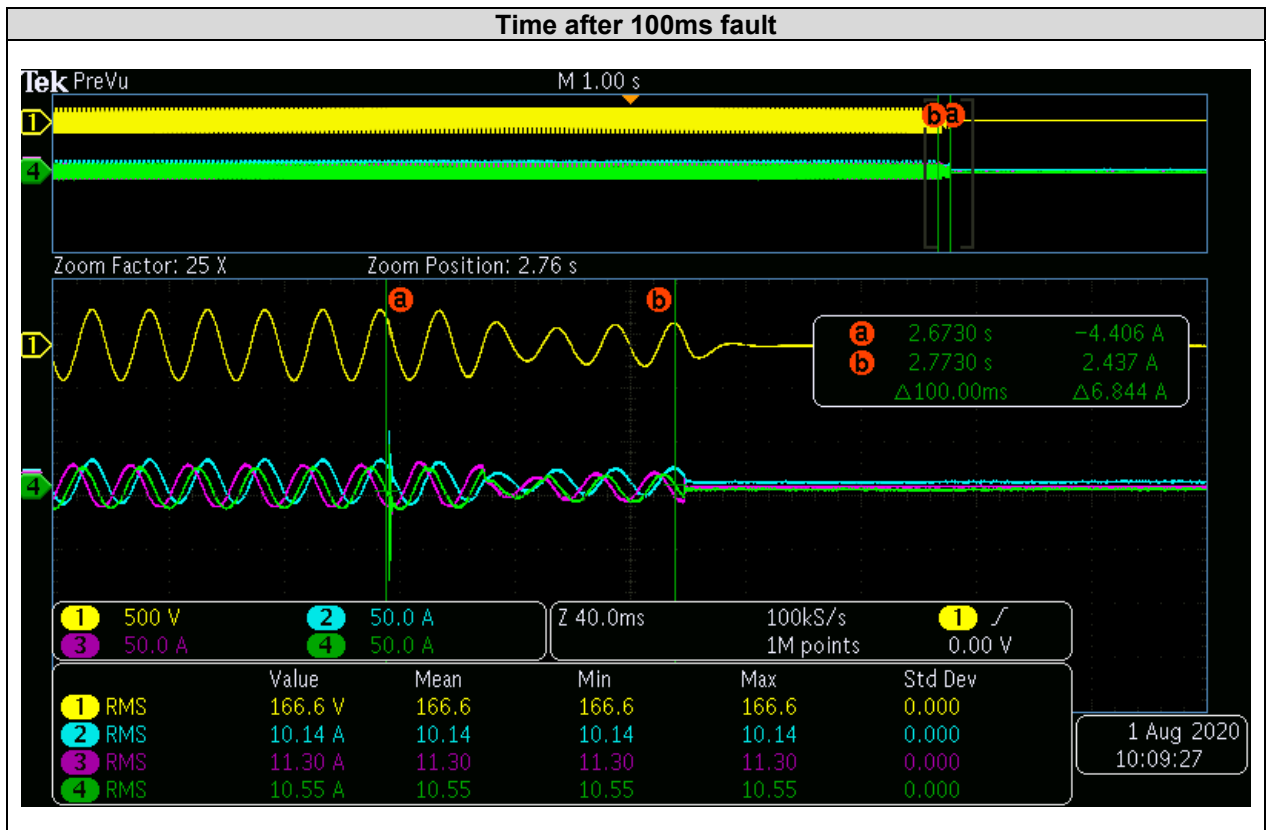 Time after 100ms fault
Tek PreVu M 1.00 s
1 b a
4
Zoom Factor: 25 X Zoom Position: 2.76 s
a b
1
a 2.6730 s −4.406 A
b 2.7730 s 2.437 A
△100.00ms △6.844 A
4
1 500 V 2 50.0 A Z 40.0ms 100kS/s 1
3 50.0 A 4 50.0 A 1M points 0.00 V
Value Mean Min Max Std Dev
1 RMS 166.6 V 166.6 166.6 166.6 0.000
2 RMS 10.14 A 10.14 10.14 10.14 0.000
3 RMS 11.30 A 11.30 11.30 11.30 0.000
4 RMS 10.55 A 10.55 10.55 10.55 0.000
1 Aug 2020
10:09:27